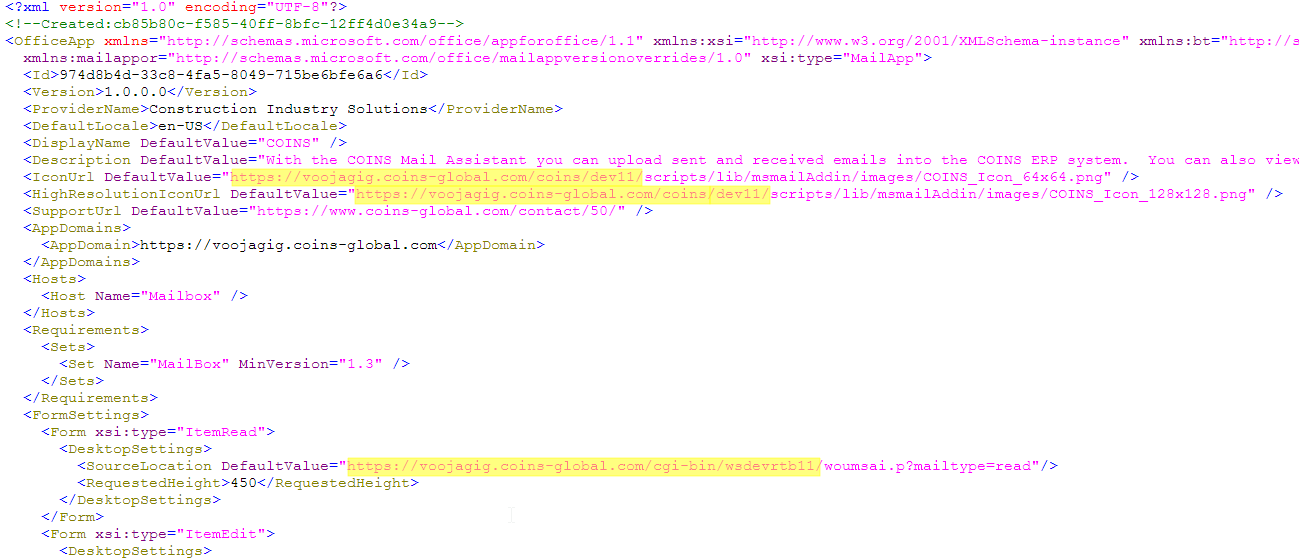 <?xml version="1.0" encoding="UTF-8"?>
<!--Created:cb85b80c-f585-40ff-8bfc-12ff4d0e34a9-->
<OfficeApp xmlns="http://schemas.microsoft.com/office/appforoffice/1.1" xmlns:xsi="http://www.w3.org/2001/XMLSchema-instance" xmlns:bt="http://s
xmlns:mailappor="http://schemas.microsoft.com/office/mailappversionoverrides/1.0" xsi:type="MailApp">
<Id>974d8b4d-33c8-4fa5-8049-715be6bfe6a6</Id>
<Version>1.0.0.0</Version>
<ProviderName>Construction Industry Solutions</ProviderName>
<DefaultLocale>en-US</DefaultLocale>
<DisplayName DefaultValue="COINS" />
<Description DefaultValue="With the COINS Mail Assistant you can upload sent and received emails into the COINS ERP system.  You can also view
<IconUrl DefaultValue="https://voojagig.coins-global.com/coins/dev11/scripts/lib/msmailAddin/images/COINS_Icon_64x64.png" />
<HighResolutionIconUrl DefaultValue="https://voojagig.coins-global.com/coins/dev11/scripts/lib/msmailAddin/images/COINS_Icon_128x128.png" />
<SupportUrl DefaultValue="https://www.coins-global.com/contact/50/" />
<AppDomains>
<AppDomain>https://voojagig.coins-global.com</AppDomain>
</AppDomains>
<Hosts>
<Host Name="Mailbox" />
</Hosts>
<Requirements>
<Sets>
<Set Name="MailBox" MinVersion="1.3" />
</Sets>
</Requirements>
<FormSettings>
<Form xsi:type="ItemRead">
<DesktopSettings>
<SourceLocation DefaultValue="https://voojagig.coins-global.com/cgi-bin/wsdevrtb11/woumsai.p?mailtype=read"/>
<RequestedHeight>450</RequestedHeight>
</DesktopSettings>
</Form>
<Form xsi:type="ItemEdit">
<DesktopSettings>